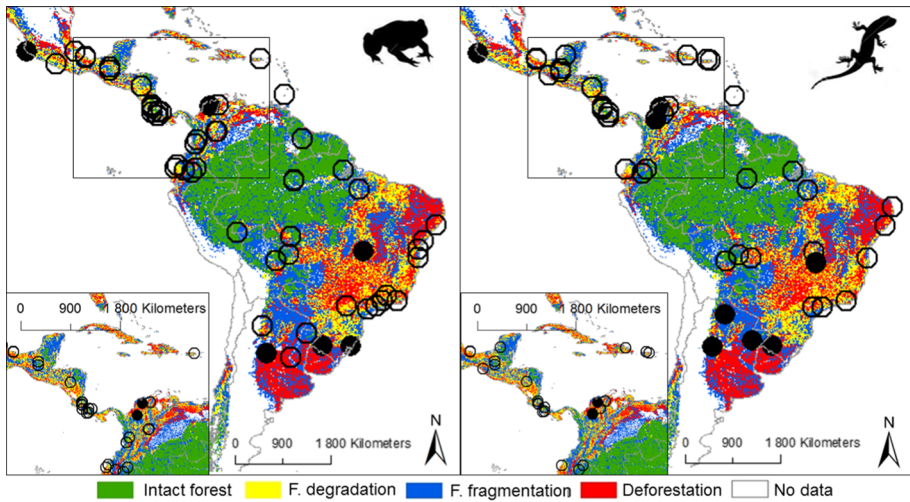 0 900 1 800 Kilometers
0 900 1 800 Kilometers
N
0 900 1 800 Kilometers
0 900 1 800 Kilometers
N
Intact forest F. degradation F. fragmentation Deforestation No data